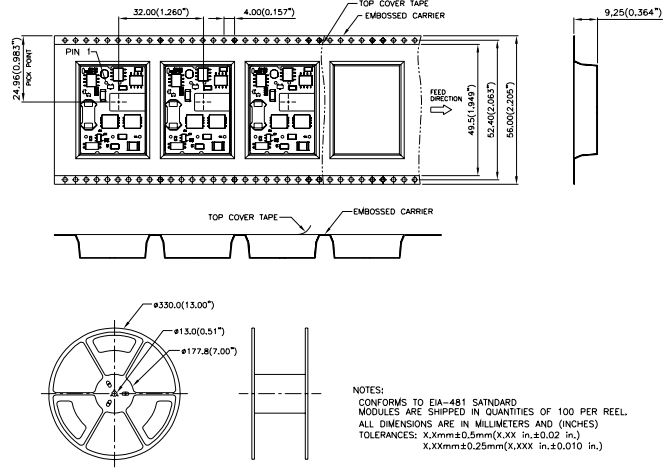 TOP COVER TAPE
EMBOSSED CARRIER
32.00(1.260")
4.00(0.157")
9.25(0.364")
24.96(0.983")
PICK POINT
PIN 1
FEED
DIRECTION
49.5(1.949")
52.40(2.063")
56.00(2.205")
TOP COVER TAPE
EMBOSSED CARRIER
ø330.0(13.00")
ø13.0(0.51")
ø177.8(7.00")
NOTES:
CONFORMS TO EIA-481 SATNDARD
MODULES ARE SHIPPED IN QUANTITIES OF 100 PER REEL.
ALL DIMENSIONS ARE IN MILLIMETERS AND (INCHES)
TOLERANCES: X.Xmm±0.5mm(X.XX in.±0.02 in.)
X.XXmm±0.25mm(X.XXX in.±0.010 in.)